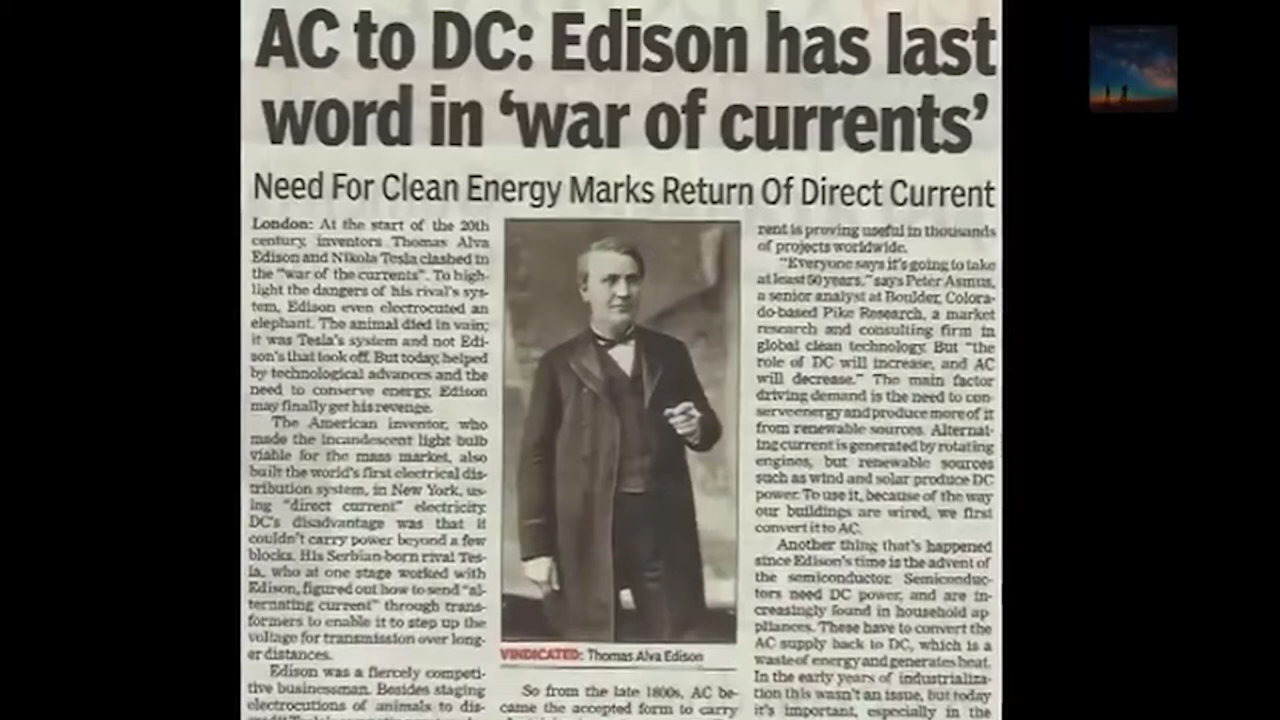 AC to DC: Edison has last
word in ‘war of currents’
Need For Clean Energy Marks Return Of Direct Current
London: At the start of the 20th
century, inventors Thomas Alva
Edison and Nikola Tesla clashed in
the "war of the currents". To high-
light the dangers of his rival's sys-
tem, Edison even electrocuted an
elephant. The animal died in vain;
it was Tesla's system and not Edi-
son's that took off. But today, helped
by technological advances and the
need to conserve energy, Edison
may finally get his revenge.
The American inventor, who
made the incandescent light bulb
viable for the mass market, also
built the world's first electrical dis-
tribution system, in New York, us-
ing "direct current" electricity.
DC's disadvantage was that it
couldn't carry power beyond a few
blocks. His Serbian-born rival Tes-
la, who at one stage worked with
Edison, figured out how to send "al-
ternating current" through trans-
formers to enable it to step up the
voltage for transmission over long-
er distances.
Edison was a fiercely competi-
tive businessman. Besides staging
electrocutions of animals to dis-
VINDICATED: Thomas Alva Edison
So from the late 1800s, AC be-
came the accepted form to carry
rent is proving useful in thousands
of projects worldwide.
"Everyone says it's going to take
at least 50 years," says Peter Asmus,
a senior analyst at Boulder, Colora-
do-based Pike Research, a market
research and consulting firm in
global clean technology. But "the
role of DC will increase, and AC
will decrease." The main factor
driving demand is the need to con-
serve energy and produce more of it
from renewable sources. Alternat-
ing current is generated by rotating
engines, but renewable sources
such as wind and solar produce DC
power. To use it, because of the way
our buildings are wired, we first
convert it to AC.
Another thing that's happened
since Edison's time is the advent of
the semiconductor. Semiconduc-
tors need DC power, and are in-
creasingly found in household ap-
pliances. These have to convert the
AC supply back to DC, which is a
waste of energy and generates heat.
In the early years of industrializa-
tion this wasn't an issue, but today
it's important, especially in the